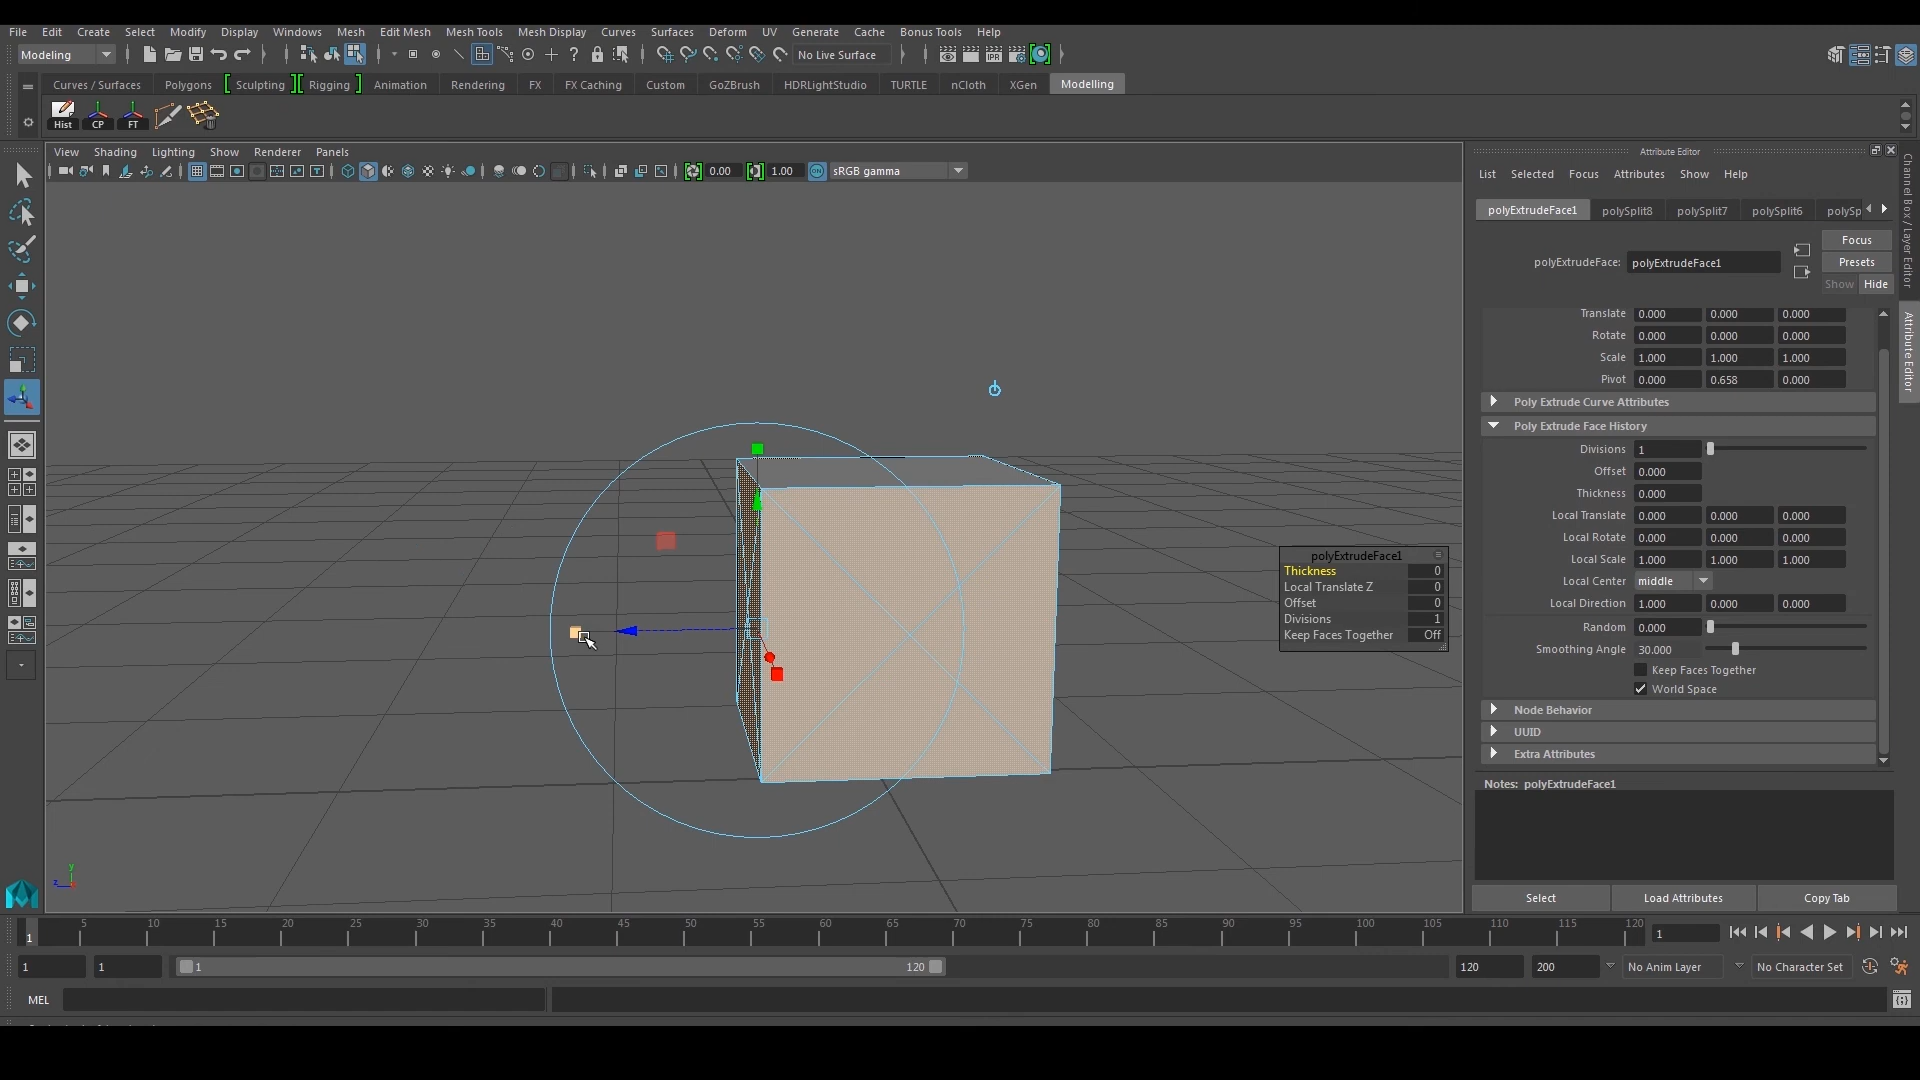 File Edit Create Select Modify Display Windows Mesh Edit Mesh Mesh Tools Mesh Display Curves Surfaces Deform UV Generate Cache Bonus Tools Help
Modeling No Live Surface IPR
Curves / Surfaces Polygons Sculpting Rigging Animation Rendering FX FX Caching Custom GoZBrush HDRLightStudio TURTLE nCloth XGen Modelling
Hist CP FT
View Shading Lighting Show Renderer Panels
0.00 1.00 ON sRGB gamma
Attribute Editor
List Selected Focus Attributes Show Help
polyExtrudeFace1 polySplit8 polySplit7 polySplit6 polySp
Focus
polyExtrudeFace: polyExtrudeFace1 Presets
Show Hide
Translate 0.000 0.000 0.000
Rotate 0.000 0.000 0.000
Scale 1.000 1.000 1.000
Pivot 0.000 0.658 0.000
Poly Extrude Curve Attributes
Poly Extrude Face History
Divisions 1
Offset 0.000
Thickness 0.000
Local Translate 0.000 0.000 0.000
Local Rotate 0.000 0.000 0.000
Local Scale 1.000 1.000 1.000
Local Center middle
Local Direction 1.000 0.000 0.000
Random 0.000
Smoothing Angle 30.000
Keep Faces Together
World Space
Node Behavior
UUID
Extra Attributes
Notes: polyExtrudeFace1
Select Load Attributes Copy Tab
Channel Box / Layer Editor
Attribute Editor
polyExtrudeFace1
Thickness 0
Local Translate Z 0
Offset 0
Divisions 1
Keep Faces Together Off
y
z
1 5 10 15 20 25 30 35 40 45 50 55 60 65 70 75 80 85 90 95 100 105 110 115 120 1
1 1 1 120 120 200 No Anim Layer No Character Set
MEL